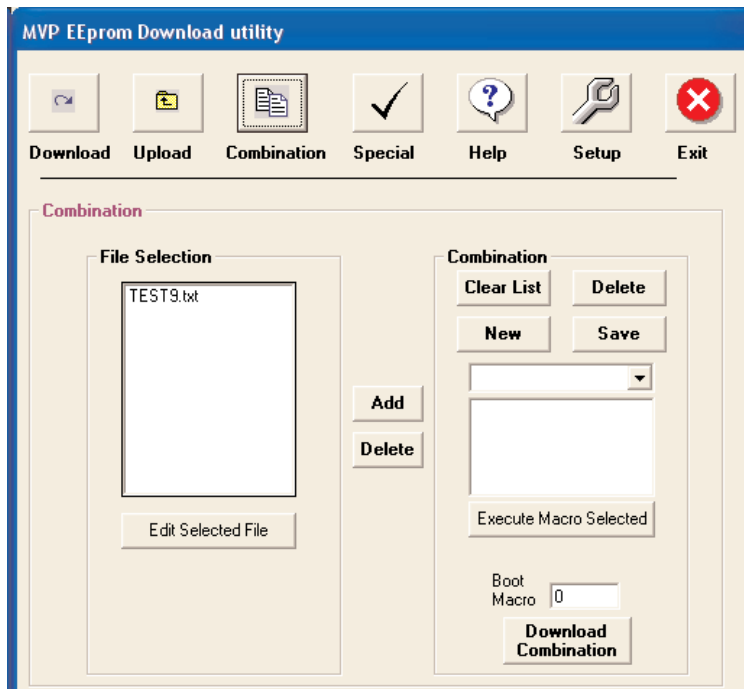 MVP EEprom Download utility
Download Upload Combination Special Help Setup Exit
Combination
File Selection
TEST9.txt
Edit Selected File
Add
Delete
Combination
Clear List Delete
New Save
Execute Macro Selected
Boot
Macro 0
Download
Combination